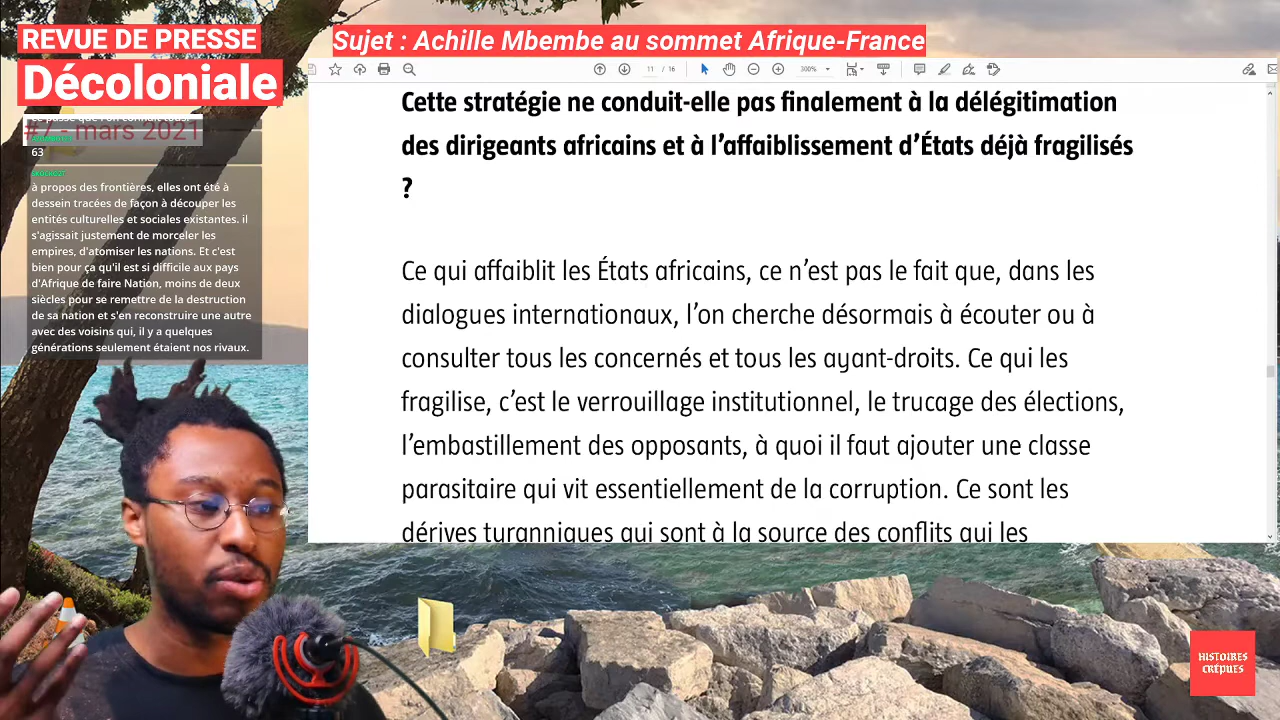 REVUE DE PRESSE
Décoloniale
#7 - mars 2021
Sujet : Achille Mbembe au sommet Afrique-France
11 / 16
300%
63
à propos des frontières, elles ont été à
dessein tracées de façon à découper les
entités culturelles et sociales existantes. il
s'agissait justement de morceler les
empires, d'atomiser les nations. Et c'est
bien pour ça qu'il est si difficile aux pays
d'Afrique de faire Nation, moins de deux
siècles pour se remettre de la destruction
de sa nation et s'en reconstruire une autre
avec des voisins qui, il y a quelques
générations seulement étaient nos rivaux.
Cette stratégie ne conduit-elle pas finalement à la délégitimation
des dirigeants africains et à l’affaiblissement d’États déjà fragilisés
?
Ce qui affaiblit les États africains, ce n’est pas le fait que, dans les
dialogues internationaux, l’on cherche désormais à écouter ou à
consulter tous les concernés et tous les ayant-droits. Ce qui les
fragilise, c’est le verrouillage institutionnel, le trucage des élections,
l’embastillement des opposants, à quoi il faut ajouter une classe
parasitaire qui vit essentiellement de la corruption. Ce sont les
dérives tyranniques qui sont à la source des conflits qui les
HISTOIRES
CRÉPUES